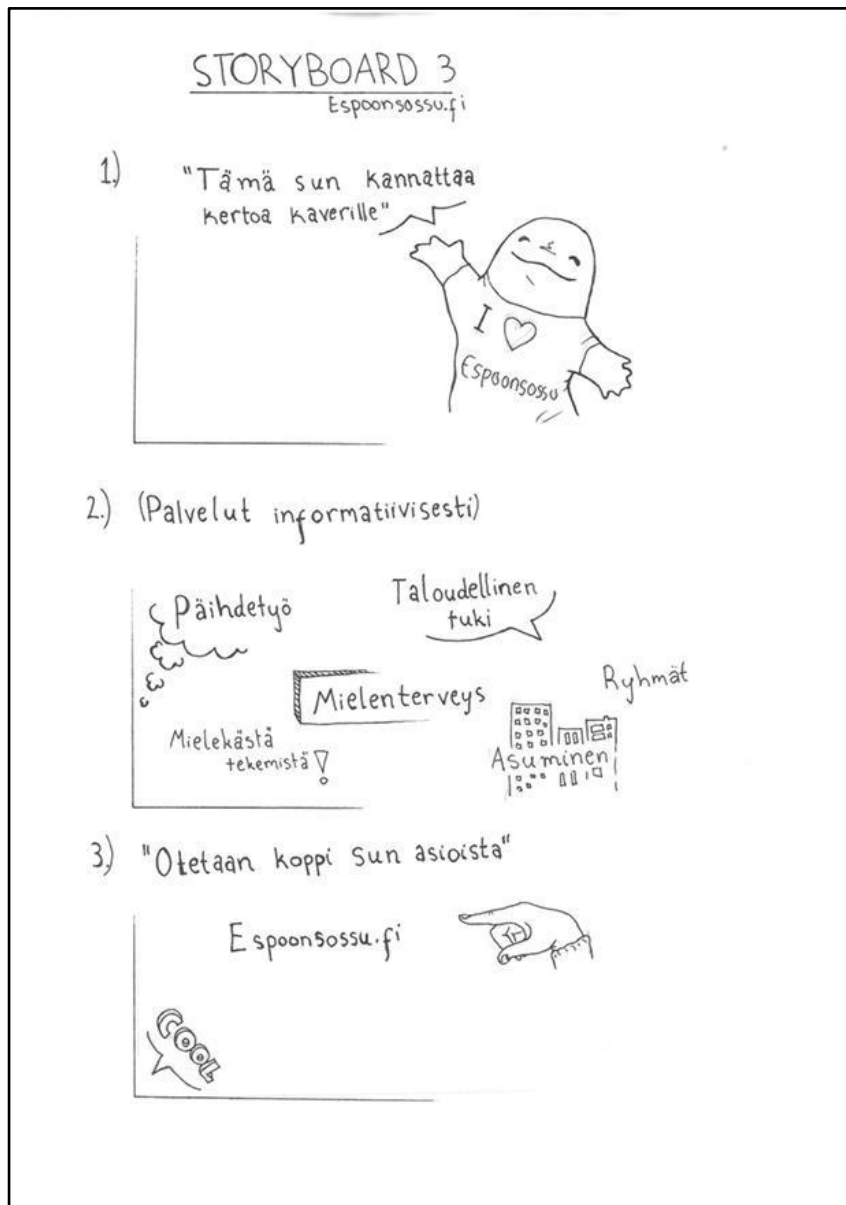 STORYBOARD 3
Espoonsossu.fi
1.)
"Tämä sun kannattaa
kertoa kaverille"
I ♡
Espoonsossu
2.) (Palvelut informatiivisesti)
Päihdetyö
Taloudellinen
tuki
Mielenterveys
Ryhmät
Mielekästä
tekemistä!
Asuminen
3.) "Otetaan koppi sun asioista"
Espoonsossu.fi
COOL